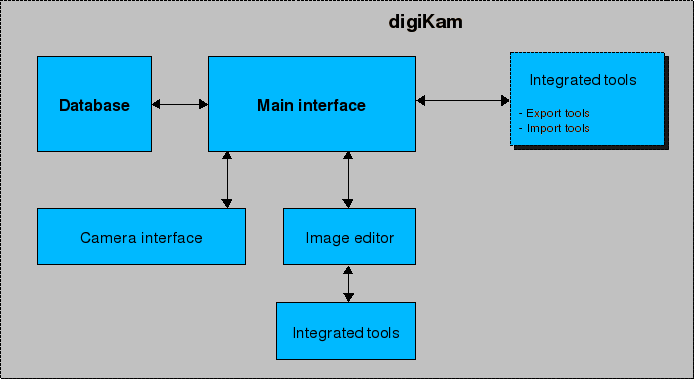 digiKam
Database
Main interface
Integrated tools
- Export tools
- Import tools
Camera interface
Image editor
Integrated tools